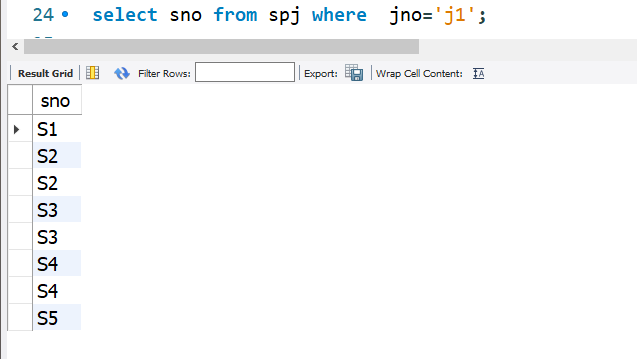 24 select sno from spj where jno='j1';
Result Grid Filter Rows: Export: Wrap Cell Content: IA
sno
S1
S2
S2
S3
S3
S4
S4
S5